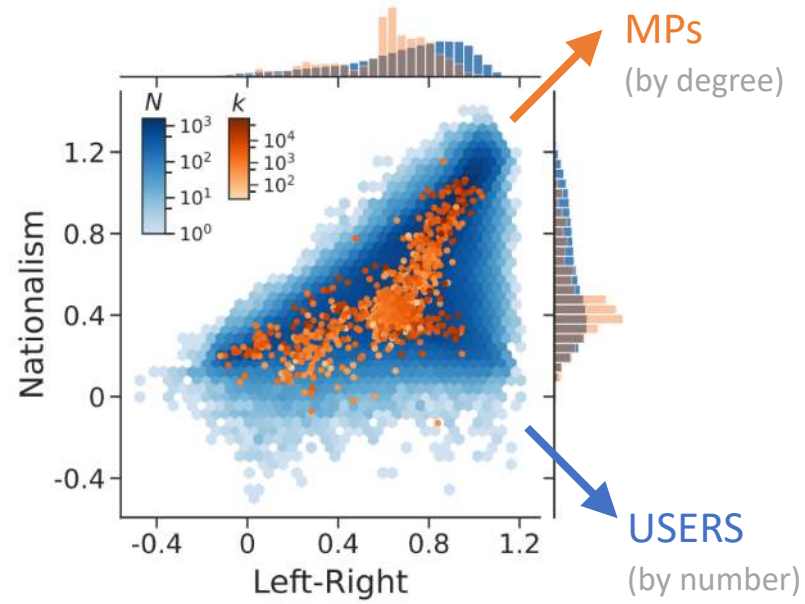 MPs
(by degree)
N
k
10³
10²
10¹
10⁰
10⁴
10³
10²
1.2
0.8
0.4
0
-0.4
Nationalism
-0.4 0 0.4 0.8 1.2
Left-Right
USERS
(by number)